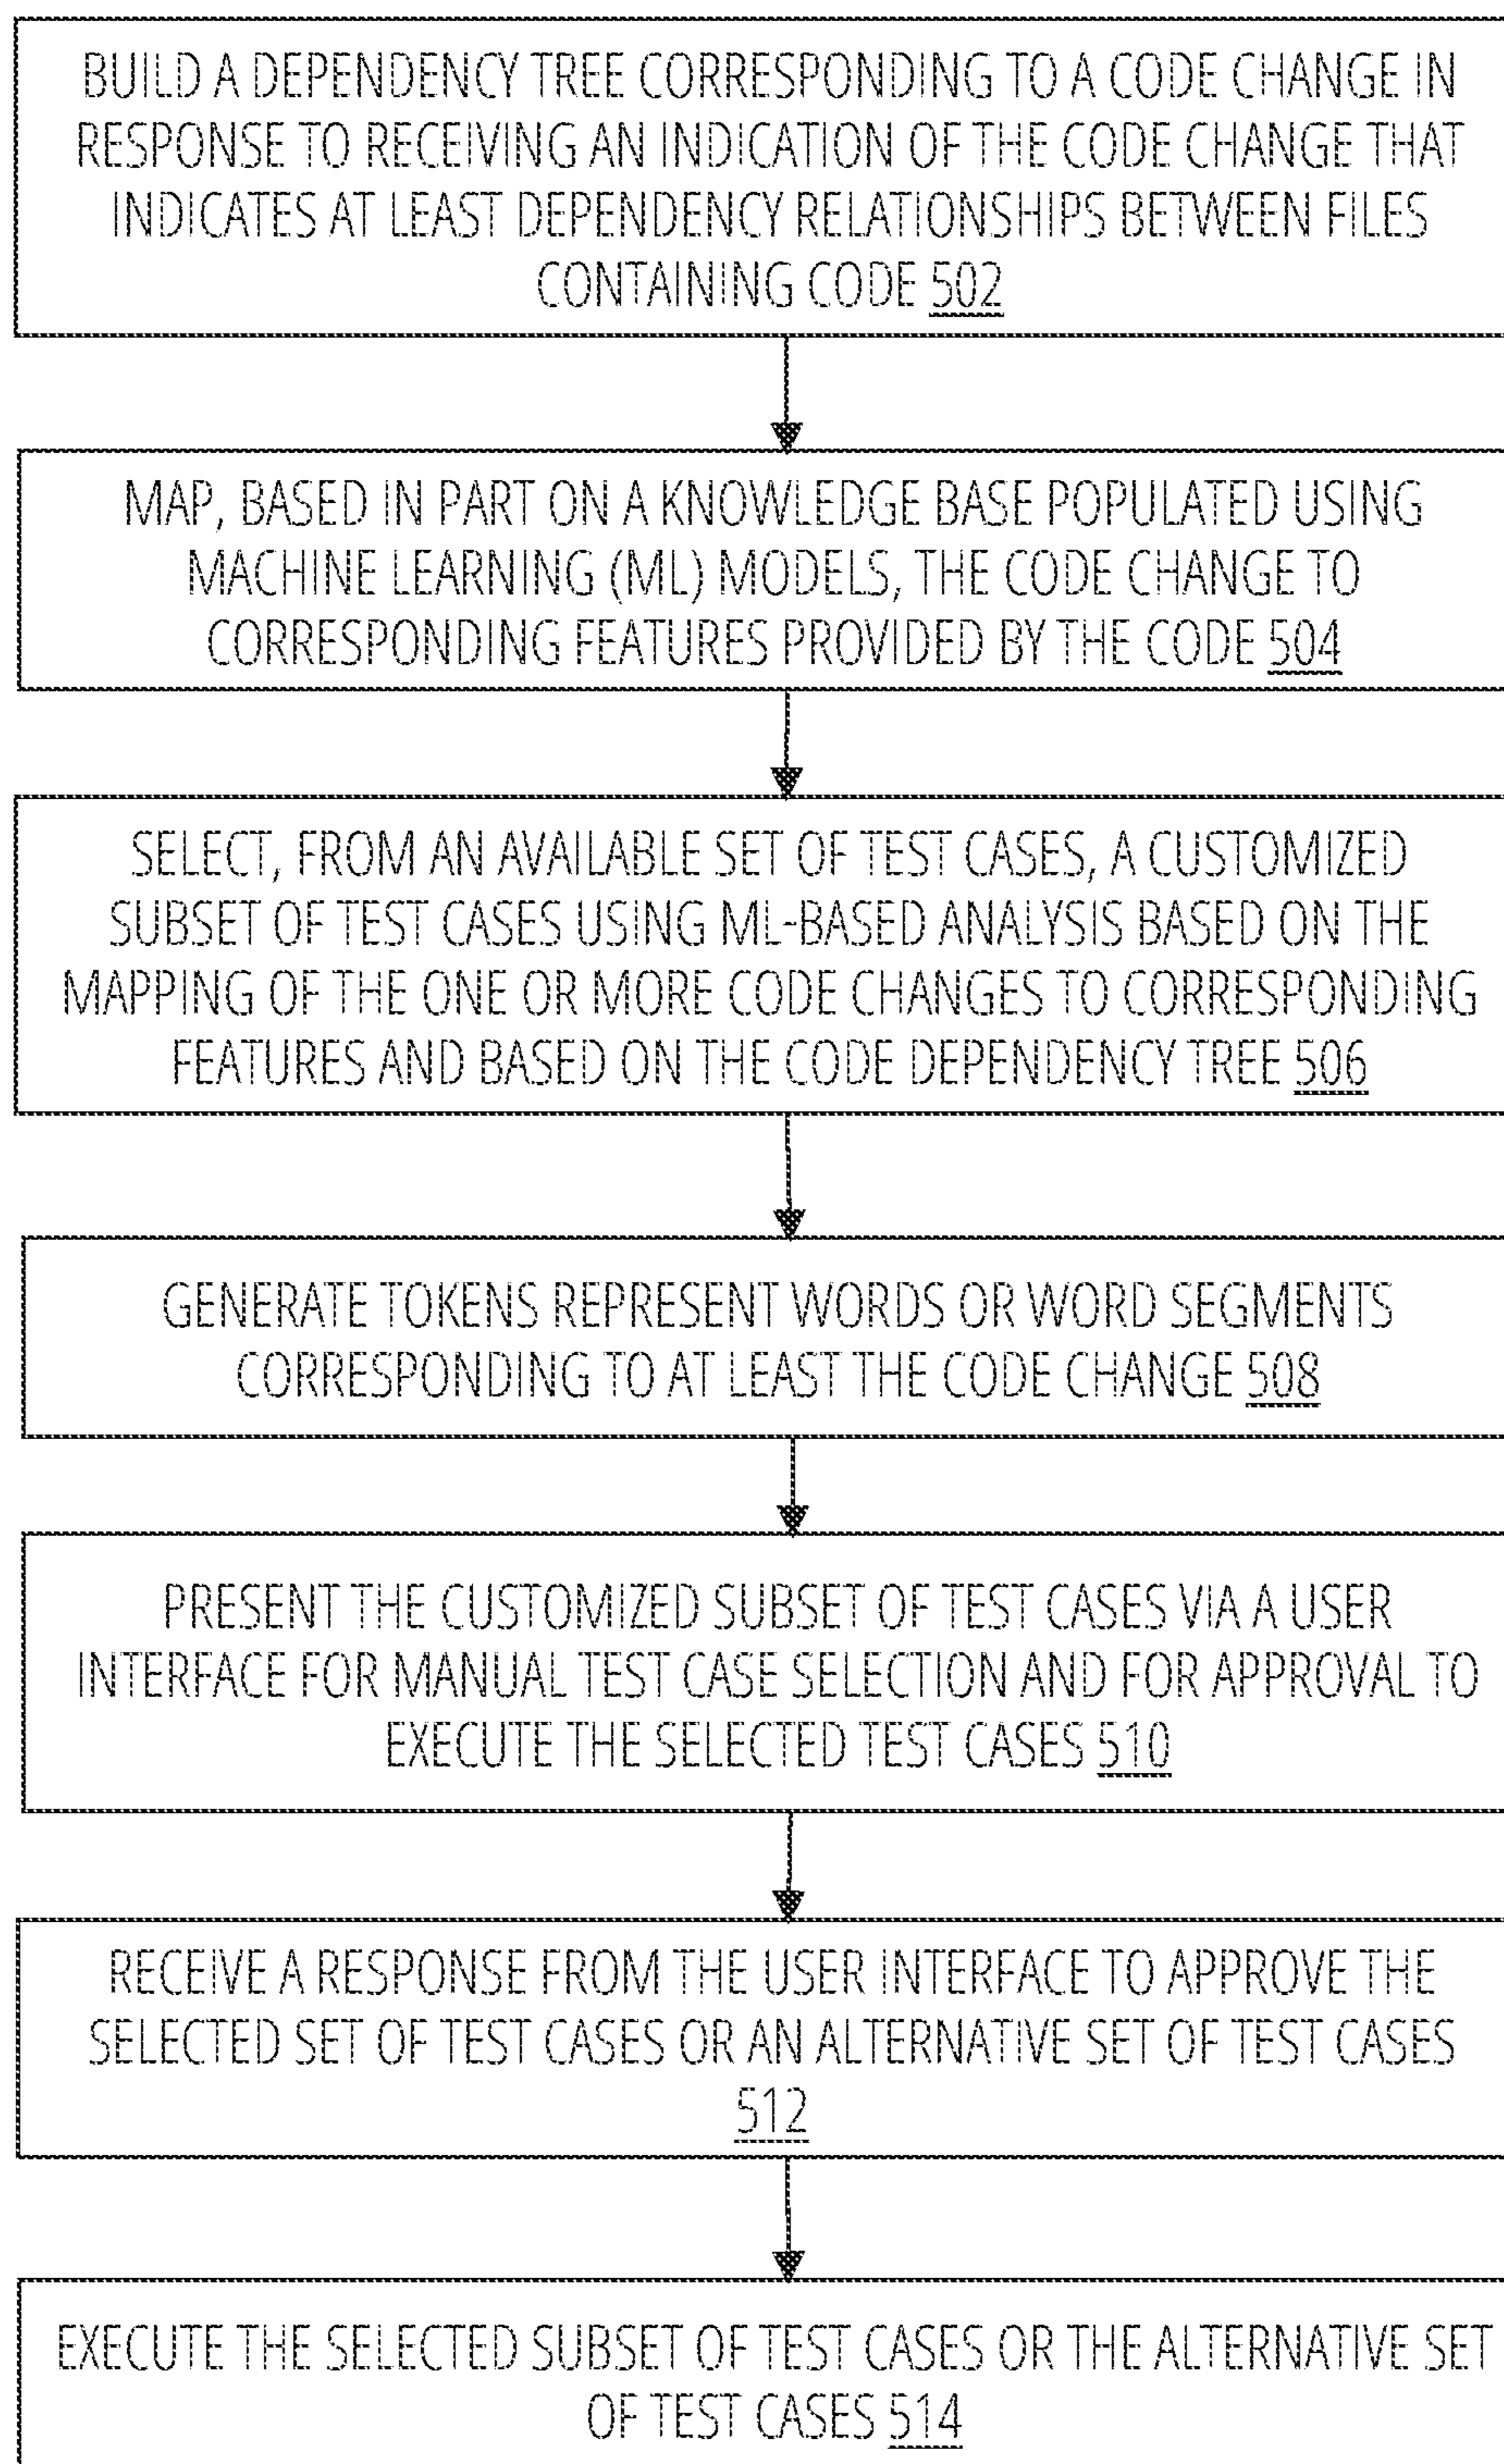 BUILD A DEPENDENCY TREE CORRESPONDING TO A CODE CHANGE IN
RESPONSE TO RECEIVING AN INDICATION OF THE CODE CHANGE THAT
INDICATES AT LEAST DEPENDENCY RELATIONSHIPS BETWEEN FILES
CONTAINING CODE 502
MAP, BASED IN PART ON A KNOWLEDGE BASE POPULATED USING
MACHINE LEARNING (ML) MODELS, THE CODE CHANGE TO
CORRESPONDING FEATURES PROVIDED BY THE CODE 504
SELECT, FROM AN AVAILABLE SET OF TEST CASES, A CUSTOMIZED
SUBSET OF TEST CASES USING ML-BASED ANALYSIS BASED ON THE
MAPPING OF THE ONE OR MORE CODE CHANGES TO CORRESPONDING
FEATURES AND BASED ON THE CODE DEPENDENCY TREE 506
GENERATE TOKENS REPRESENT WORDS OR WORD SEGMENTS
CORRESPONDING TO AT LEAST THE CODE CHANGE 508
PRESENT THE CUSTOMIZED SUBSET OF TEST CASES VIA A USER
INTERFACE FOR MANUAL TEST CASE SELECTION AND FOR APPROVAL TO
EXECUTE THE SELECTED TEST CASES 510
RECEIVE A RESPONSE FROM THE USER INTERFACE TO APPROVE THE
SELECTED SET OF TEST CASES OR AN ALTERNATIVE SET OF TEST CASES
512
EXECUTE THE SELECTED SUBSET OF TEST CASES OR THE ALTERNATIVE SET
OF TEST CASES 514